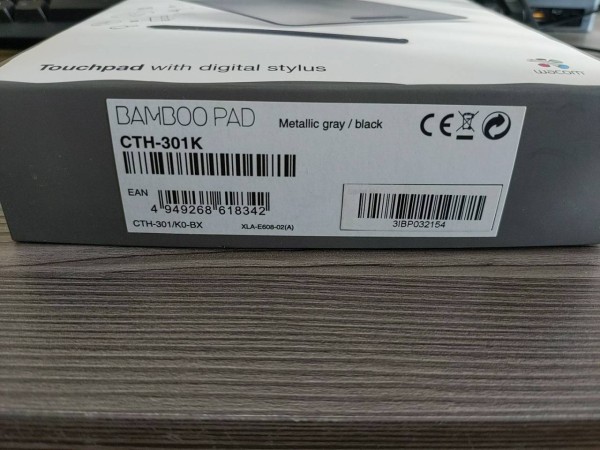 Touchpad with digital stylus
wacom
BAMBOO PAD
Metallic gray / black
CTH-301K
EAN
4 949268 618342
CTH-301/K0-BX
XLA-E608-02(A)
3IBP032154